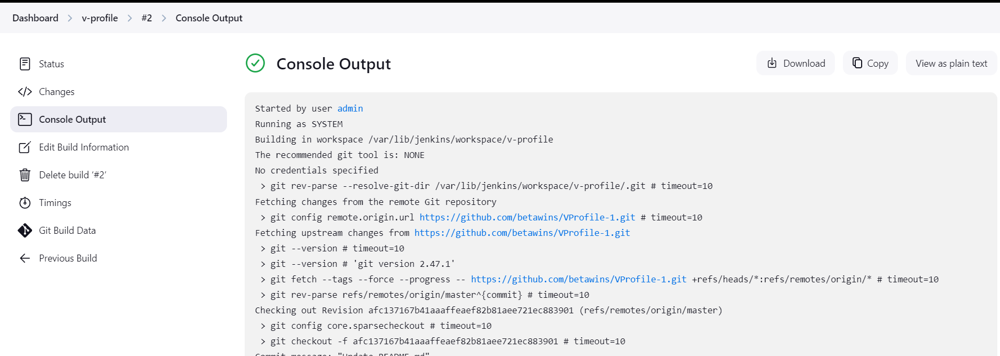 Dashboard > v-profile > #2 > Console Output
Status
Changes
Console Output
Edit Build Information
Delete build ‘#2’
Timings
Git Build Data
Previous Build
Console Output
Download
Copy
View as plain text
Started by user admin
Running as SYSTEM
Building in workspace /var/lib/jenkins/workspace/v-profile
The recommended git tool is: NONE
No credentials specified
> git rev-parse --resolve-git-dir /var/lib/jenkins/workspace/v-profile/.git # timeout=10
Fetching changes from the remote Git repository
> git config remote.origin.url https://github.com/betawins/VProfile-1.git # timeout=10
Fetching upstream changes from https://github.com/betawins/VProfile-1.git
> git --version # timeout=10
> git --version # 'git version 2.47.1'
> git fetch --tags --force --progress -- https://github.com/betawins/VProfile-1.git +refs/heads/*:refs/remotes/origin/* # timeout=10
> git rev-parse refs/remotes/origin/master^{commit} # timeout=10
Checking out Revision afc137167b41aaaffeaef82b81aee721ec883901 (refs/remotes/origin/master)
> git config core.sparsecheckout # timeout=10
> git checkout -f afc137167b41aaaffeaef82b81aee721ec883901 # timeout=10
Commit message: "Update README.md"